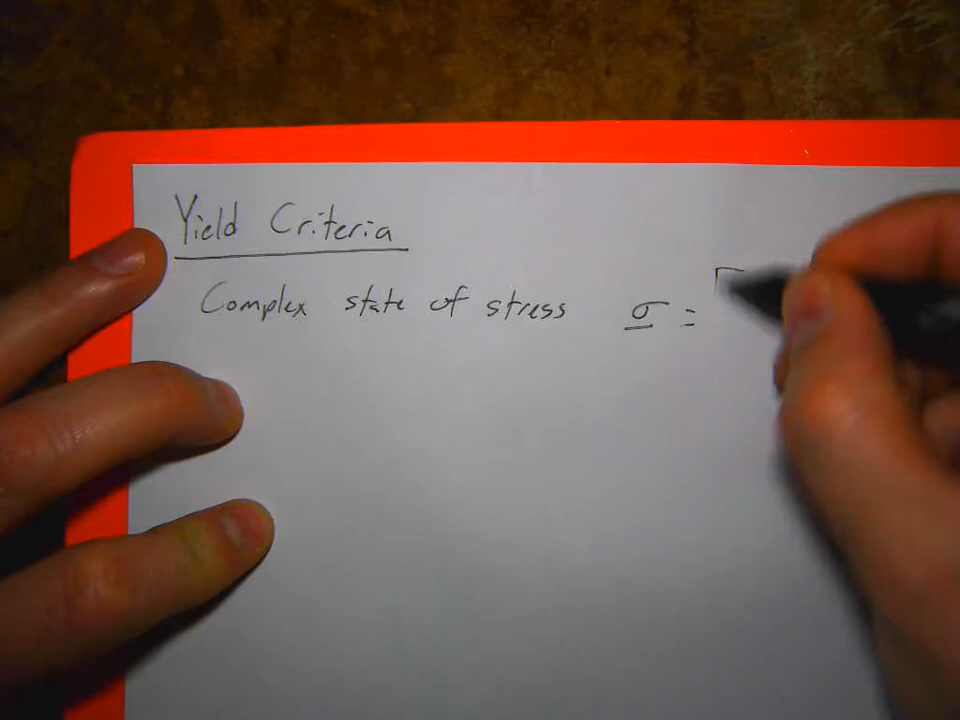 Yield Criteria
Complex state of stress σ =